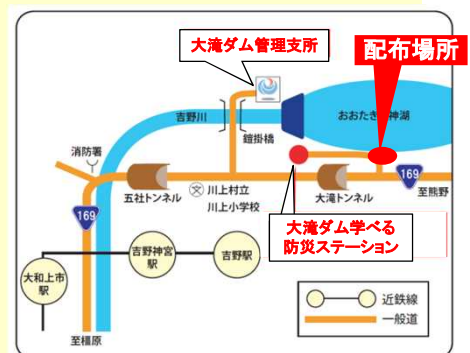 大滝ダム管理支所
配布場所
吉野川
鎧掛橋
おおたき
神湖
消防署
169
五社トンネル
文
川上村立
川上小学校
大滝トンネル
169
至熊野
大滝ダム学べる
防災ステーション
大和上市
駅
吉野神宮
駅
吉野駅
近鉄線
一般道
至橿原